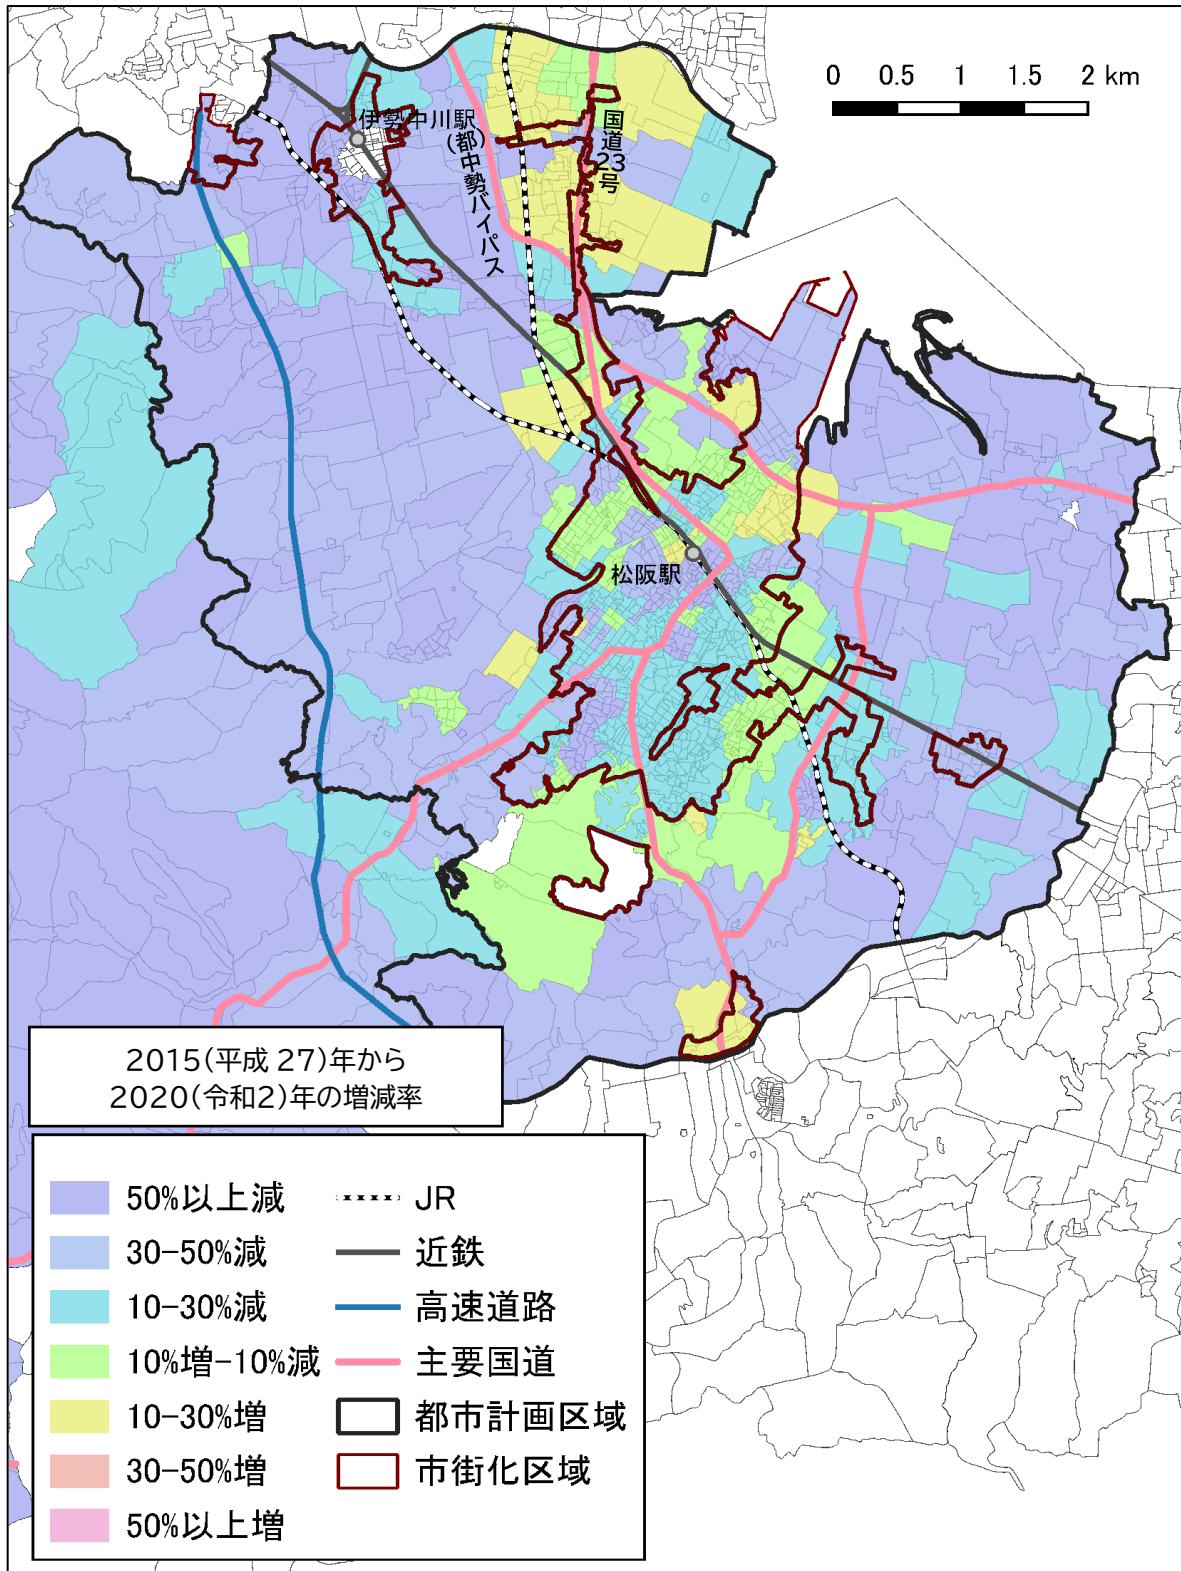 0 0.5 1 1.5 2 km
伊勢中川駅
(都)中勢バイパス
国道23号
松阪駅
2015(平成 27)年から
2020(令和2)年の増減率
50%以上減
30-50%減
10-30%減
10%増-10%減
10-30%増
30-50%増
50%以上増
JR
近鉄
高速道路
主要国道
都市計画区域
市街化区域